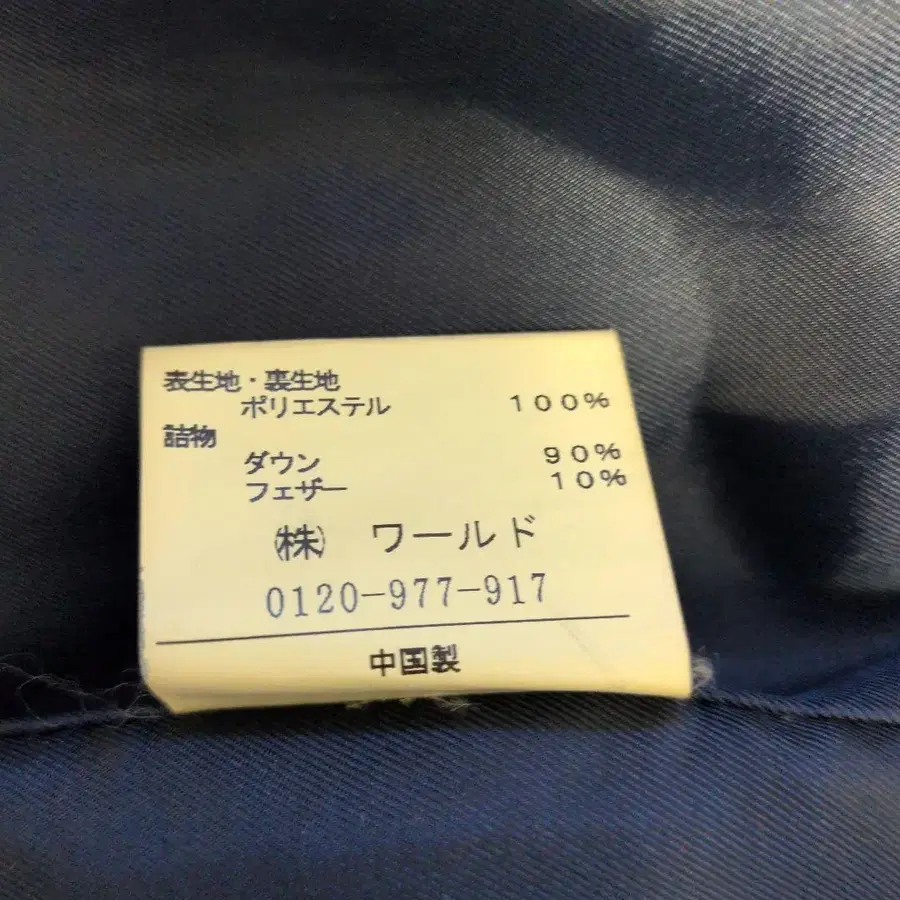 表生地・裏生地
ポリエステル 100%
詰物
ダウン 90%
フェザー 10%
㈱ ワールド
0120-977-917
中国製